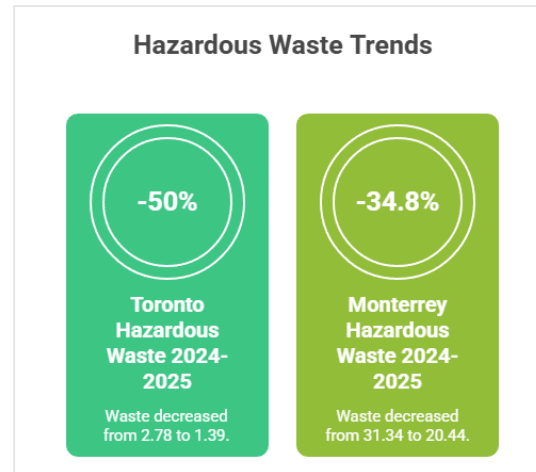 Hazardous Waste Trends
-50%
Toronto
Hazardous
Waste 2024-
2025
Waste decreased
from 2.78 to 1.39.
-34.8%
Monterrey
Hazardous
Waste 2024-
2025
Waste decreased
from 31.34 to 20.44.